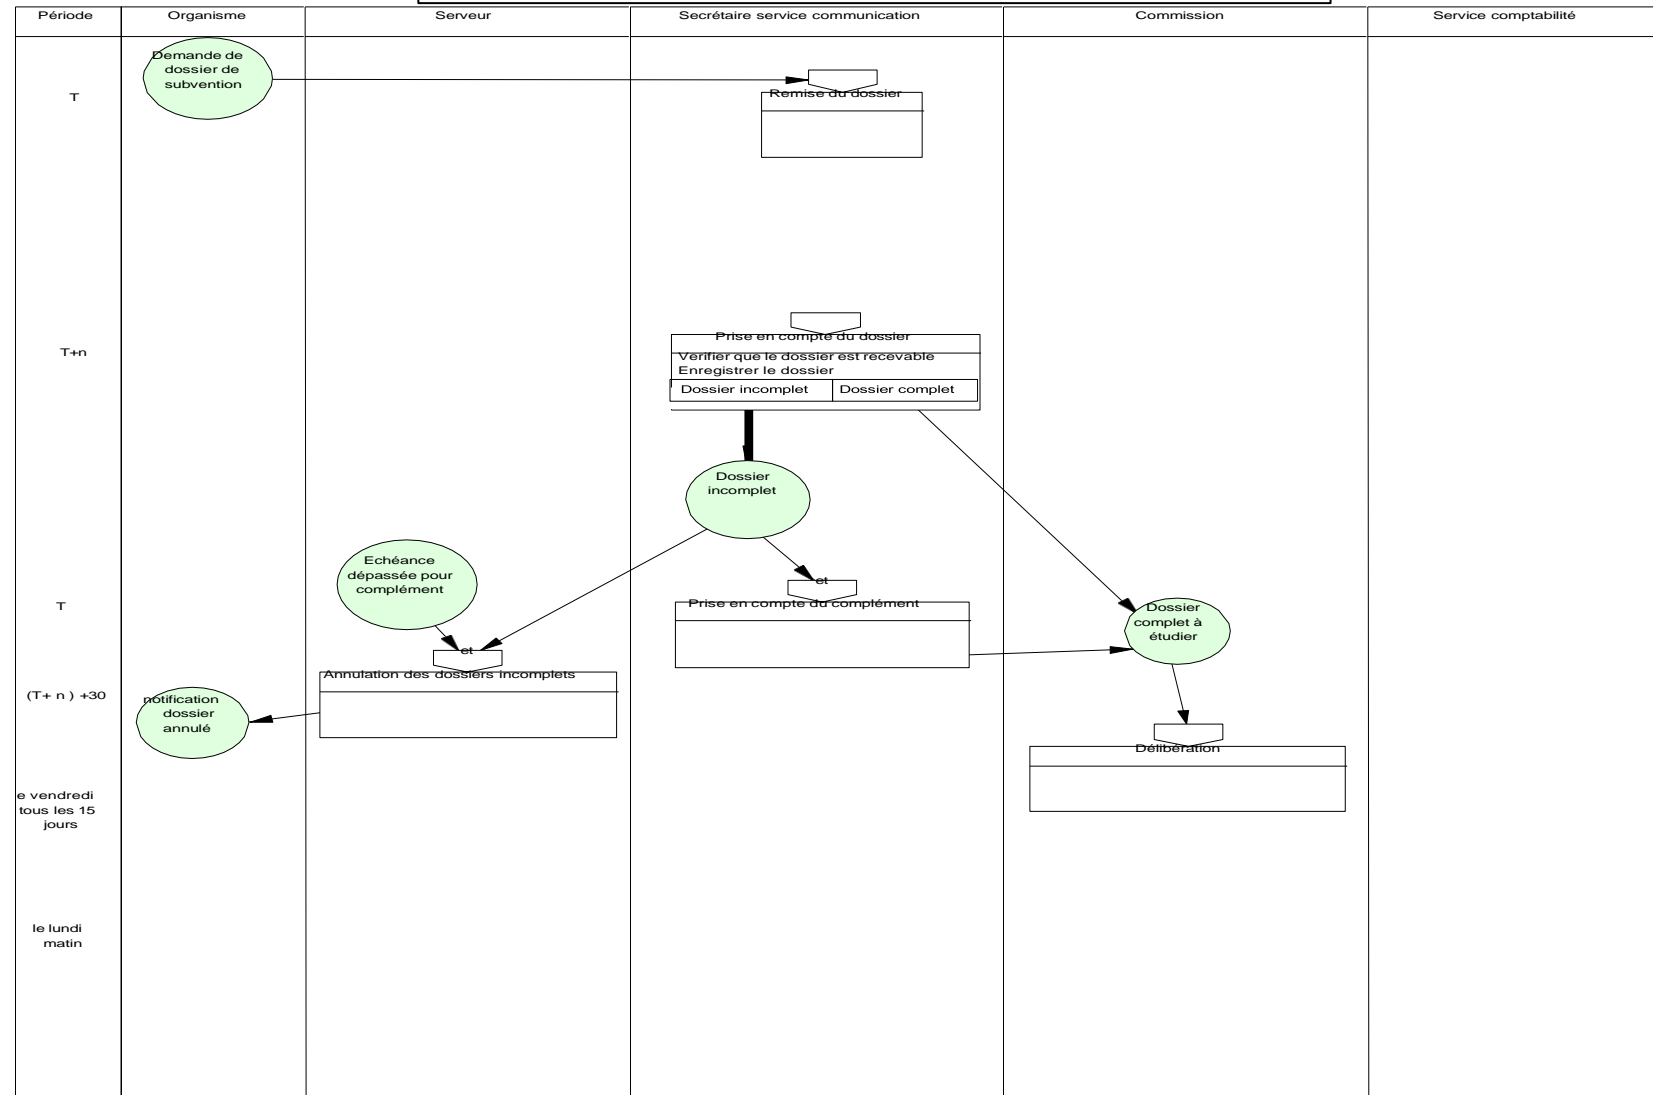 Période
Organisme
Serveur
Secrétaire service communication
Commission
Service comptabilité
Demande de
dossier de
subvention
T
Remise du dossier
Prise en compte du dossier
T+n
Verifier que le dossier est recevable
Enregistrer le dossier
Dossier incomplet
Dossier complet
Dossier
incomplet
Echéance
dépassée pour
complément
et
Prise en compte du complément
T
Dossier
complet à
étudier
et
Annulation des dossiers incomplets
(T+ n ) +30
notification
dossier
annulé
Délibération
e vendredi
tous les 15
jours
le lundi
matin